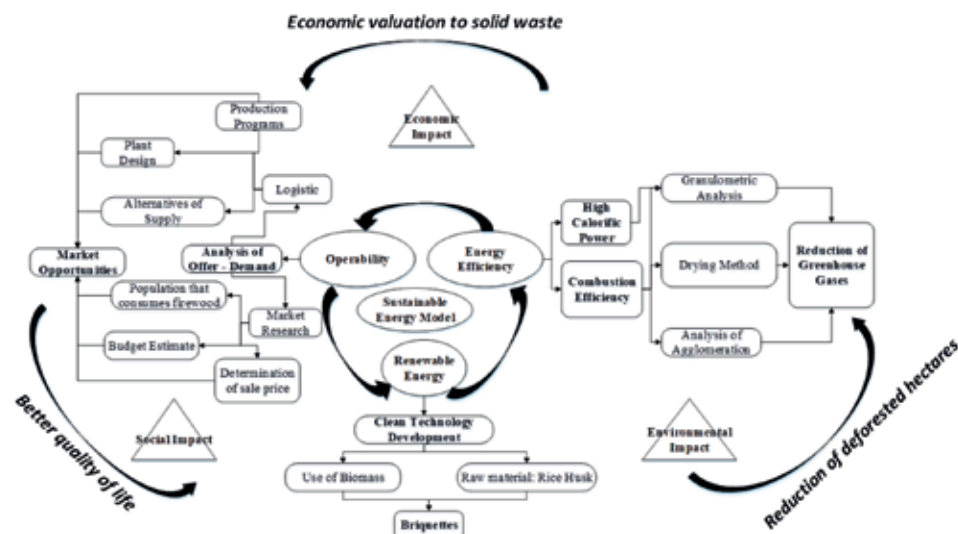 Economic valuation to solid waste
Production
Programs
Economic
Impact
Plant
Design
Logistic
Alternatives of
Supply
Market
Opportunities
Analysis of
Offer - Demand
Population that
consumes firewood
Market
Research
Budget Estimate
Determination
of sale price
Operability
Energy
Efficiency
Sustainable
Energy Model
Renewable
Energy
High
Calorific
Power
Combustion
Efficiency
Granulometric
Analysis
Drying Method
Analysis of
Agglomeration
Reduction of
Greenhouse
Gases
Better quality of life
Social Impact
Clean Technology
Development
Use of Biomass
Raw material: Rice Husk
Briquettes
Environmental
Impact
Reduction of deforested hectares